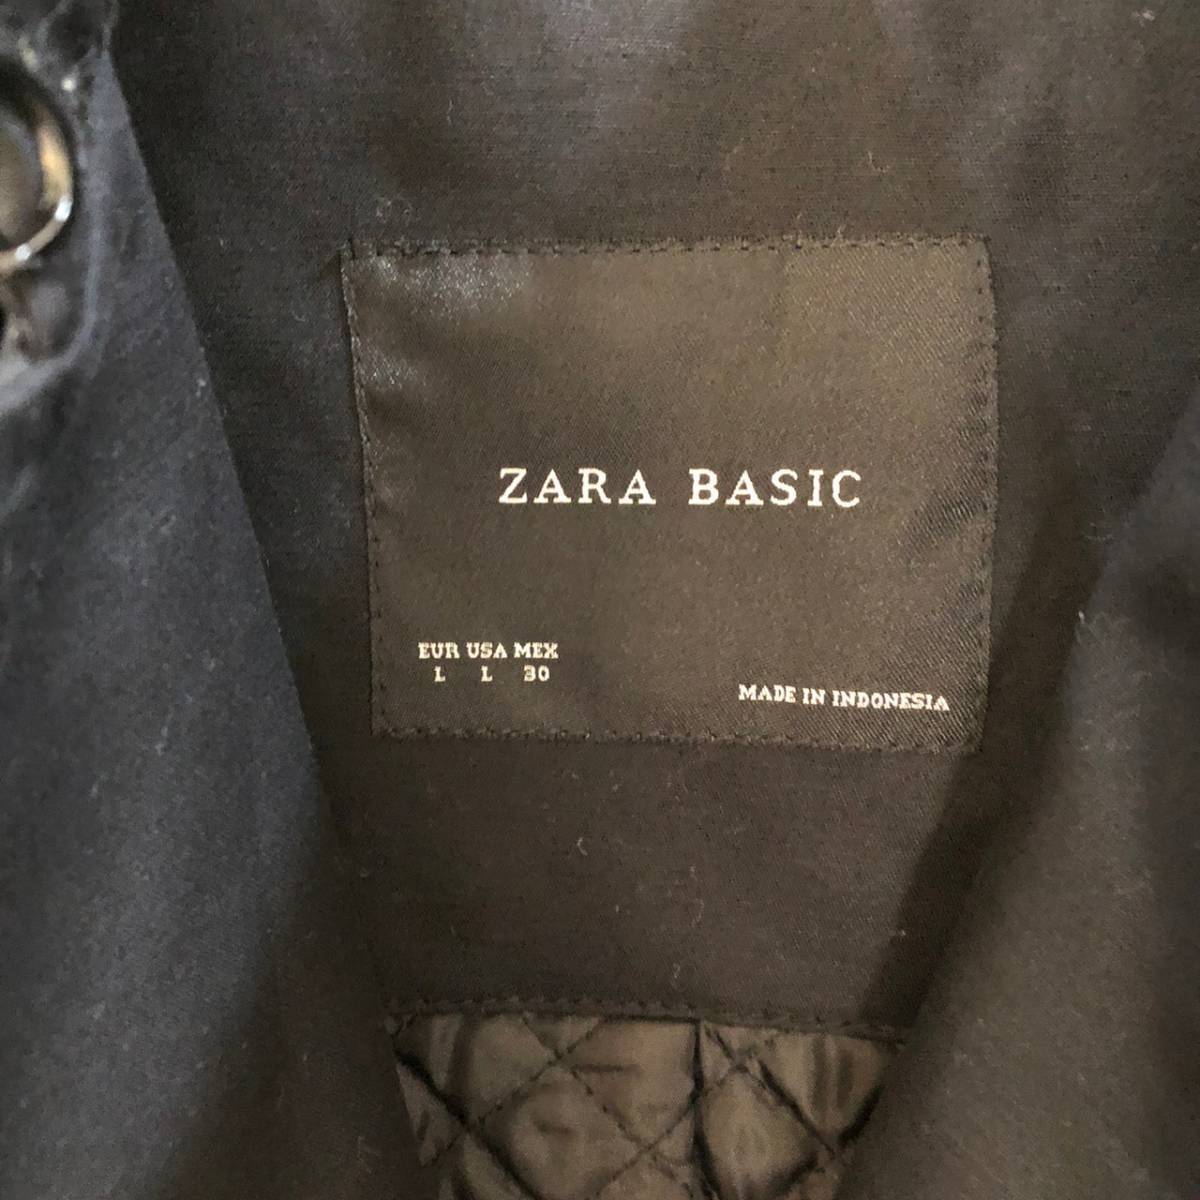 ZARA BASIC
EUR USA MEX
L L 30
MADE IN INDONESIA